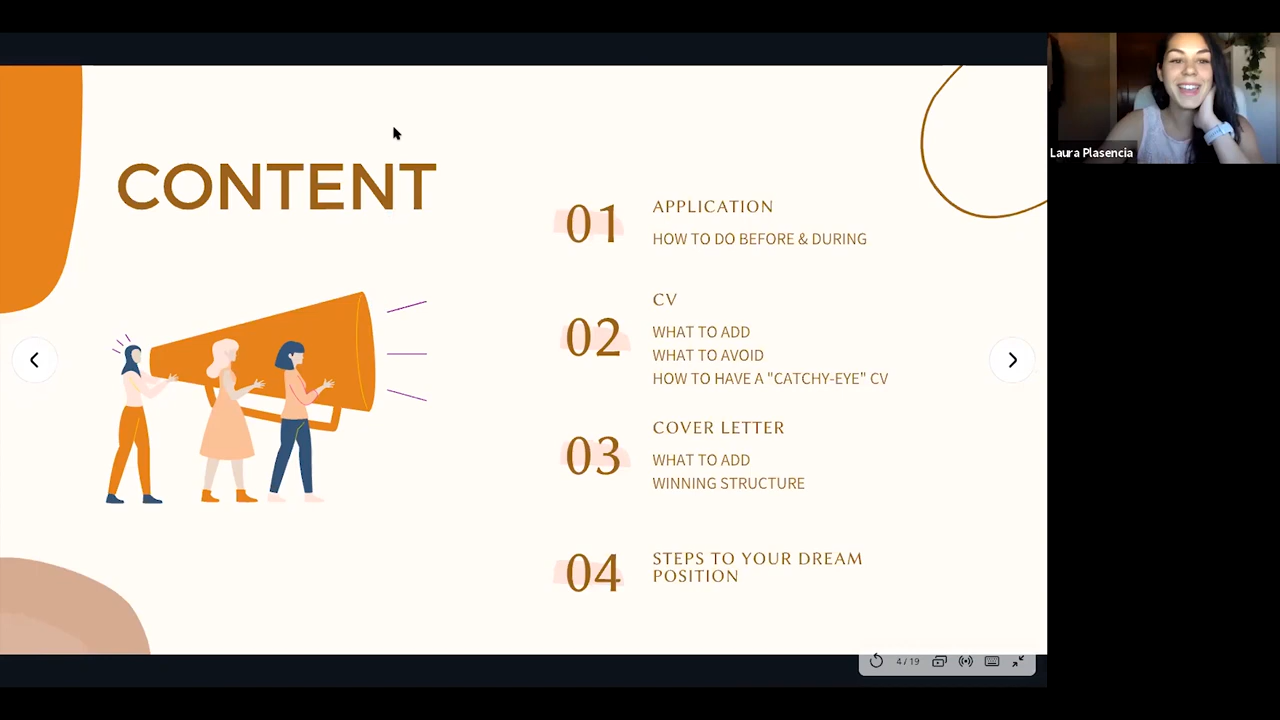 CONTENT
01
APPLICATION
HOW TO DO BEFORE & DURING
02
CV
WHAT TO ADD
WHAT TO AVOID
HOW TO HAVE A "CATCHY-EYE" CV
03
COVER LETTER
WHAT TO ADD
WINNING STRUCTURE
04
STEPS TO YOUR DREAM
POSITION
Laura Plasencia
4 / 19